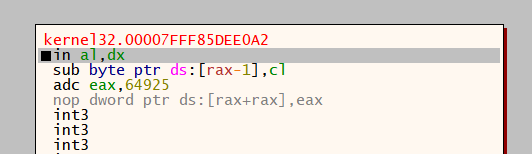 kernel32.00007FFF85DEE0A2
in al,dx
sub byte ptr ds:[rax-1],cl
adc eax,64925
nop dword ptr ds:[rax+rax],eax
int3
int3
int3